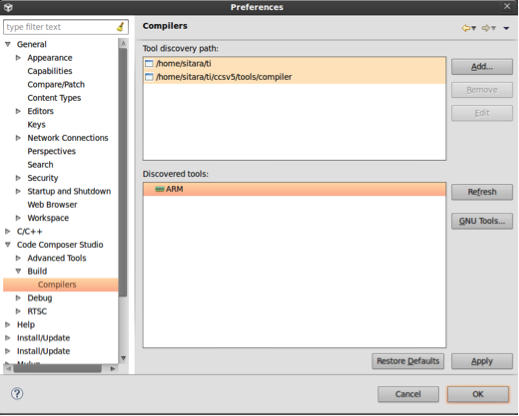 Preferences
type filter text
General
Appearance
Capabilities
Compare/Patch
Content Types
Editors
Keys
Network Connections
Perspectives
Search
Security
Startup and Shutdown
Web Browser
Workspace
C/C++
Code Composer Studio
Advanced Tools
Build
Compilers
Debug
RTSC
Help
Install/Update
Install/Update
Compilers
Tool discovery path:
/home/sitara/ti
/home/sitara/ti/ccsv5/tools/compiler
Add...
Remove
Edit
Discovered tools:
ARM
Refresh
GNU Tools...
Restore Defaults
Apply
Cancel
OK